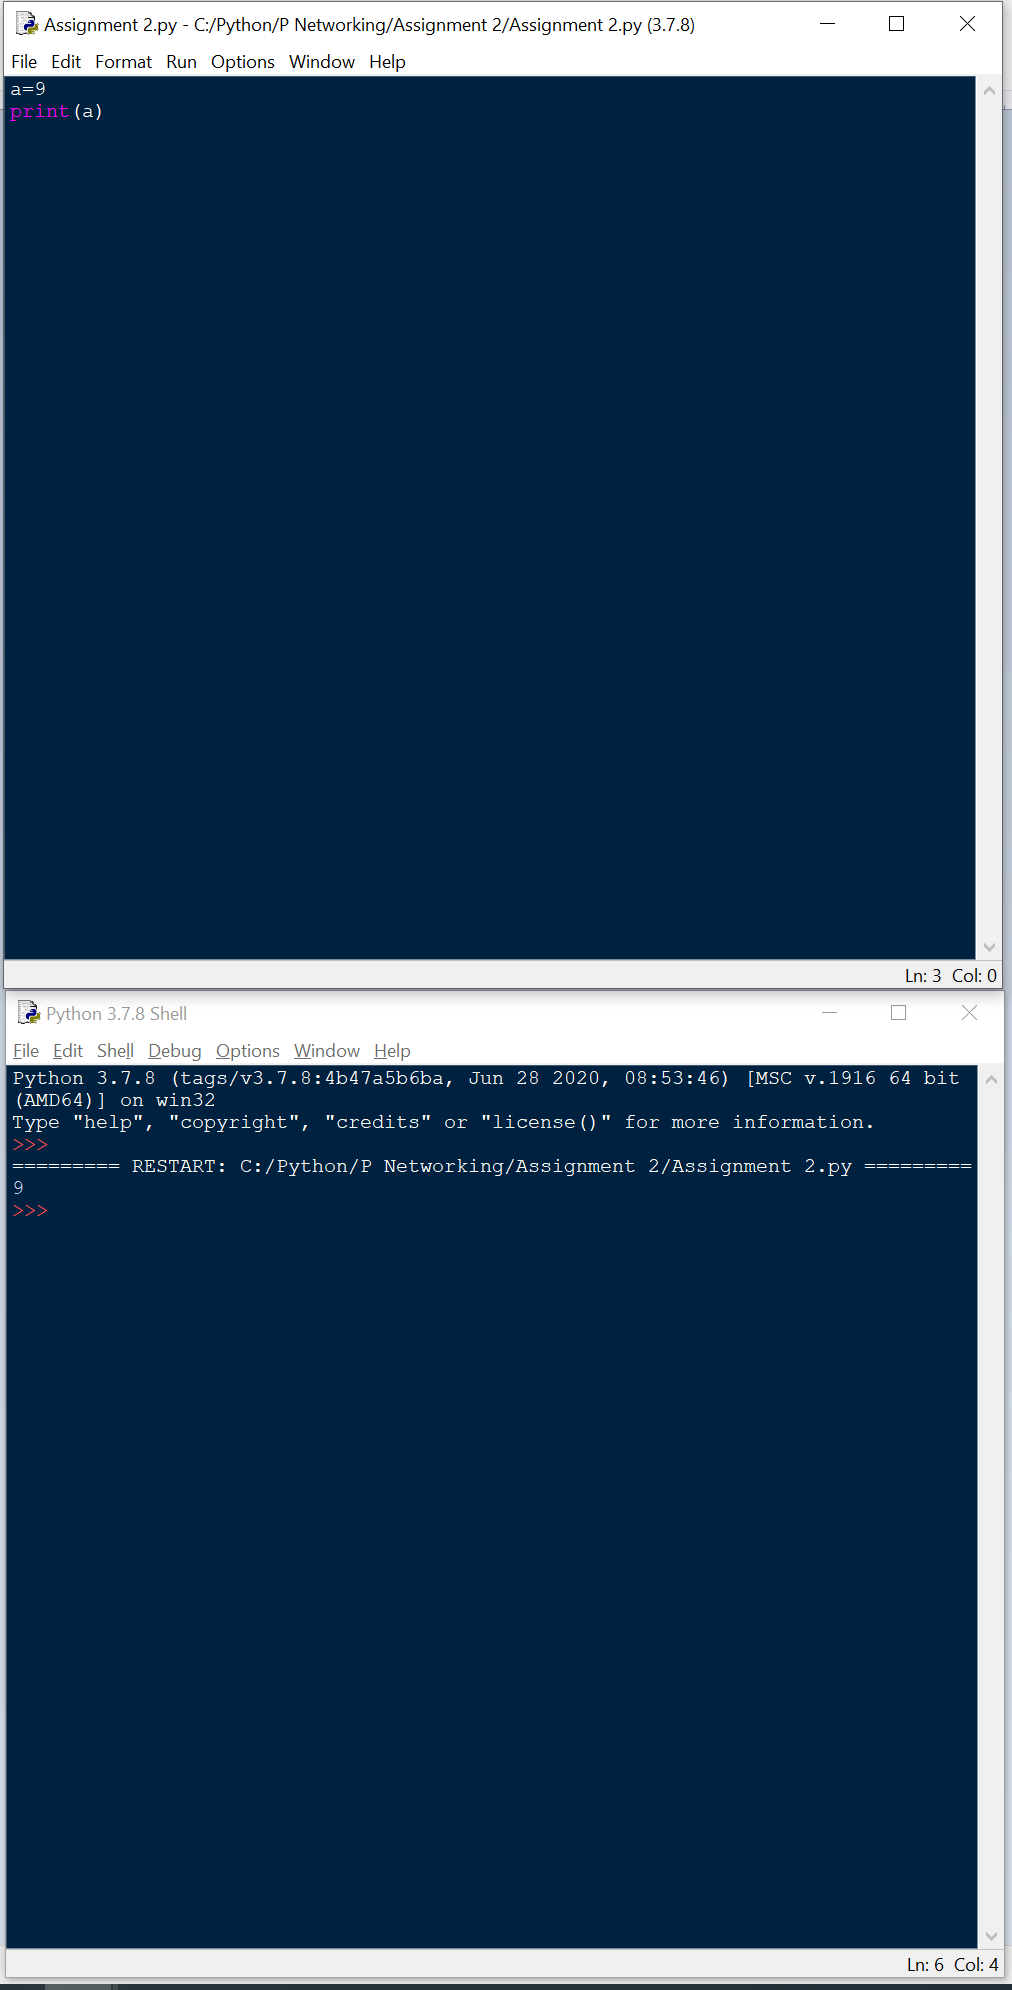 Assignment 2.py - C:/Python/P Networking/Assignment 2/Assignment 2.py (3.7.8)
File Edit Format Run Options Window Help
a=9
print(a)
Ln: 3 Col: 0
Python 3.7.8 Shell
File Edit Shell Debug Options Window Help
Python 3.7.8 (tags/v3.7.8:4b47a5b6ba, Jun 28 2020, 08:53:46) [MSC v.1916 64 bit
(AMD64)] on win32
Type "help", "copyright", "credits" or "license()" for more information.
>>>
========= RESTART: C:/Python/P Networking/Assignment 2/Assignment 2.py =========
9
>>>
Ln: 6 Col: 4